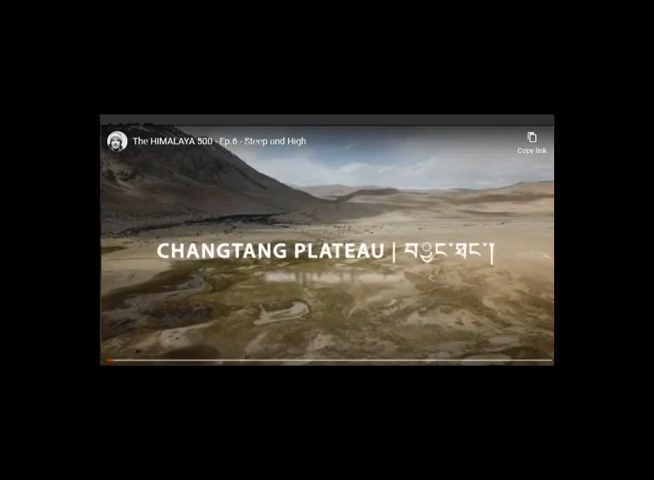 The HIMALAYA 500 - Ep.6 - Steep and High
Copy link
CHANGTANG PLATEAU | བྱང་ཐང་།